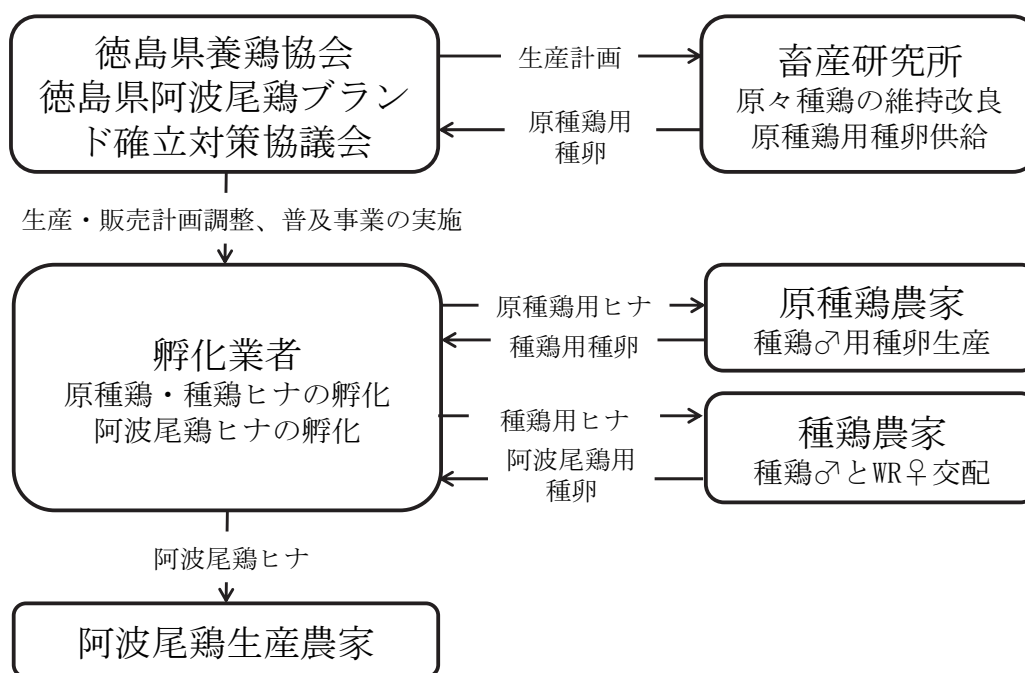 徳島県養鶏協会
徳島県阿波尾鶏ブラン
ド確立対策協議会
生産計画
原種鶏用
種卵
畜産研究所
原々種鶏の維持改良
原種鶏用種卵供給
生産・販売計画調整、普及事業の実施
孵化業者
原種鶏・種鶏ヒナの孵化
阿波尾鶏ヒナの孵化
原種鶏用ヒナ
種鶏用種卵
原種鶏農家
種鶏♂用種卵生産
種鶏用ヒナ
阿波尾鶏用
種卵
種鶏農家
種鶏♂とWR♀交配
阿波尾鶏ヒナ
阿波尾鶏生産農家